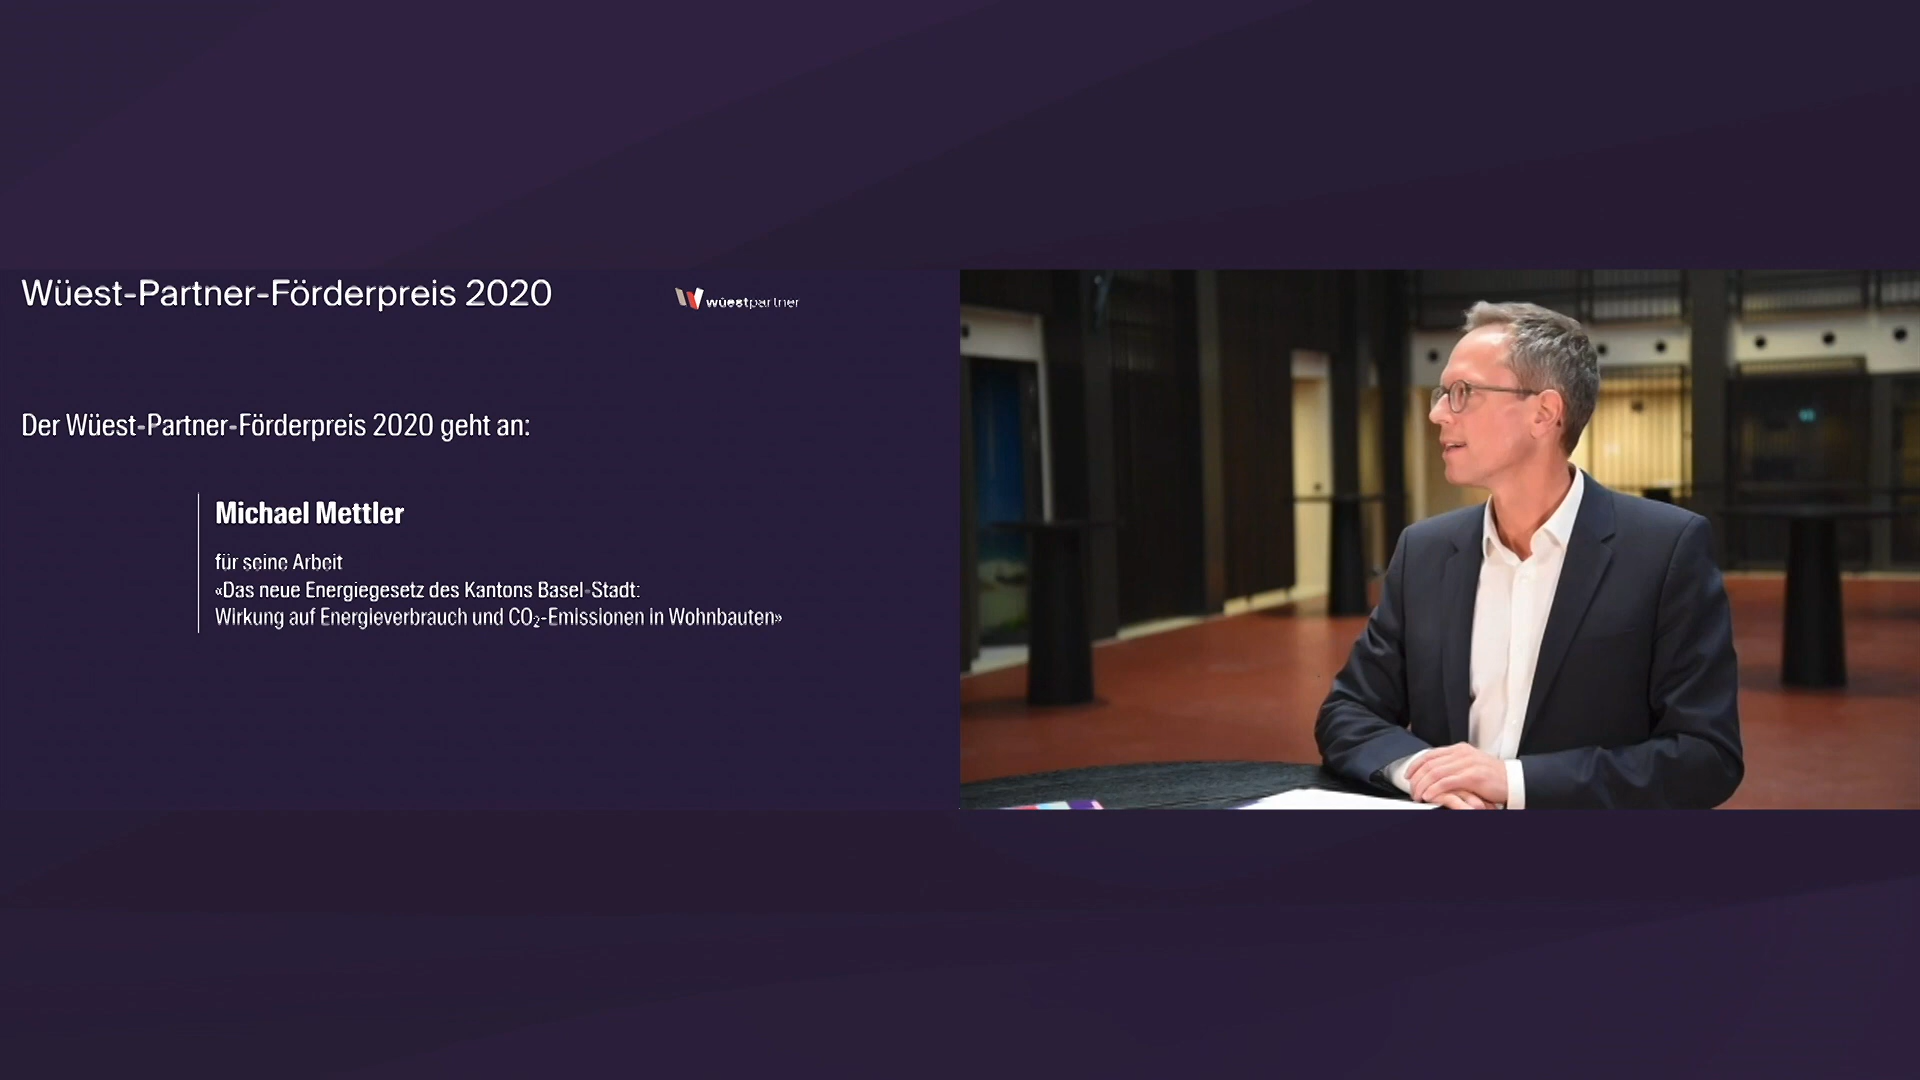 Wüest-Partner-Förderpreis 2020
wüestpartner
Der Wüest-Partner-Förderpreis 2020 geht an:
Michael Mettler
für seine Arbeit
«Das neue Energiegesetz des Kantons Basel-Stadt:
Wirkung auf Energieverbrauch und CO₂-Emissionen in Wohnbauten»